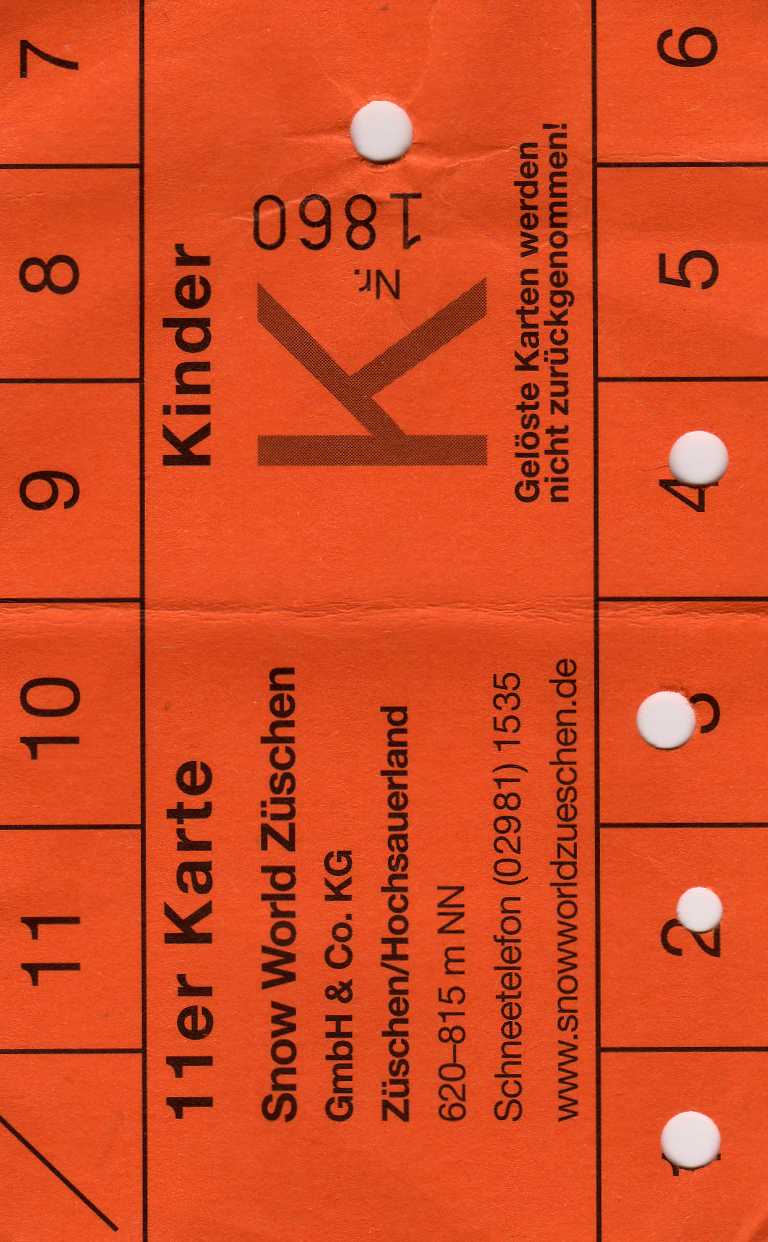 11 10 9 8 7
11er Karte Kinder
Snow World Züschen
GmbH & Co. KG
Züschen/Hochsauerland
620–815 m NN
Schneetelefon (02981) 1535
www.snowworldzueschen.de
K
Nr. 1860
Gelöste Karten werden
nicht zurückgenommen!
1 2 3 4 5 6